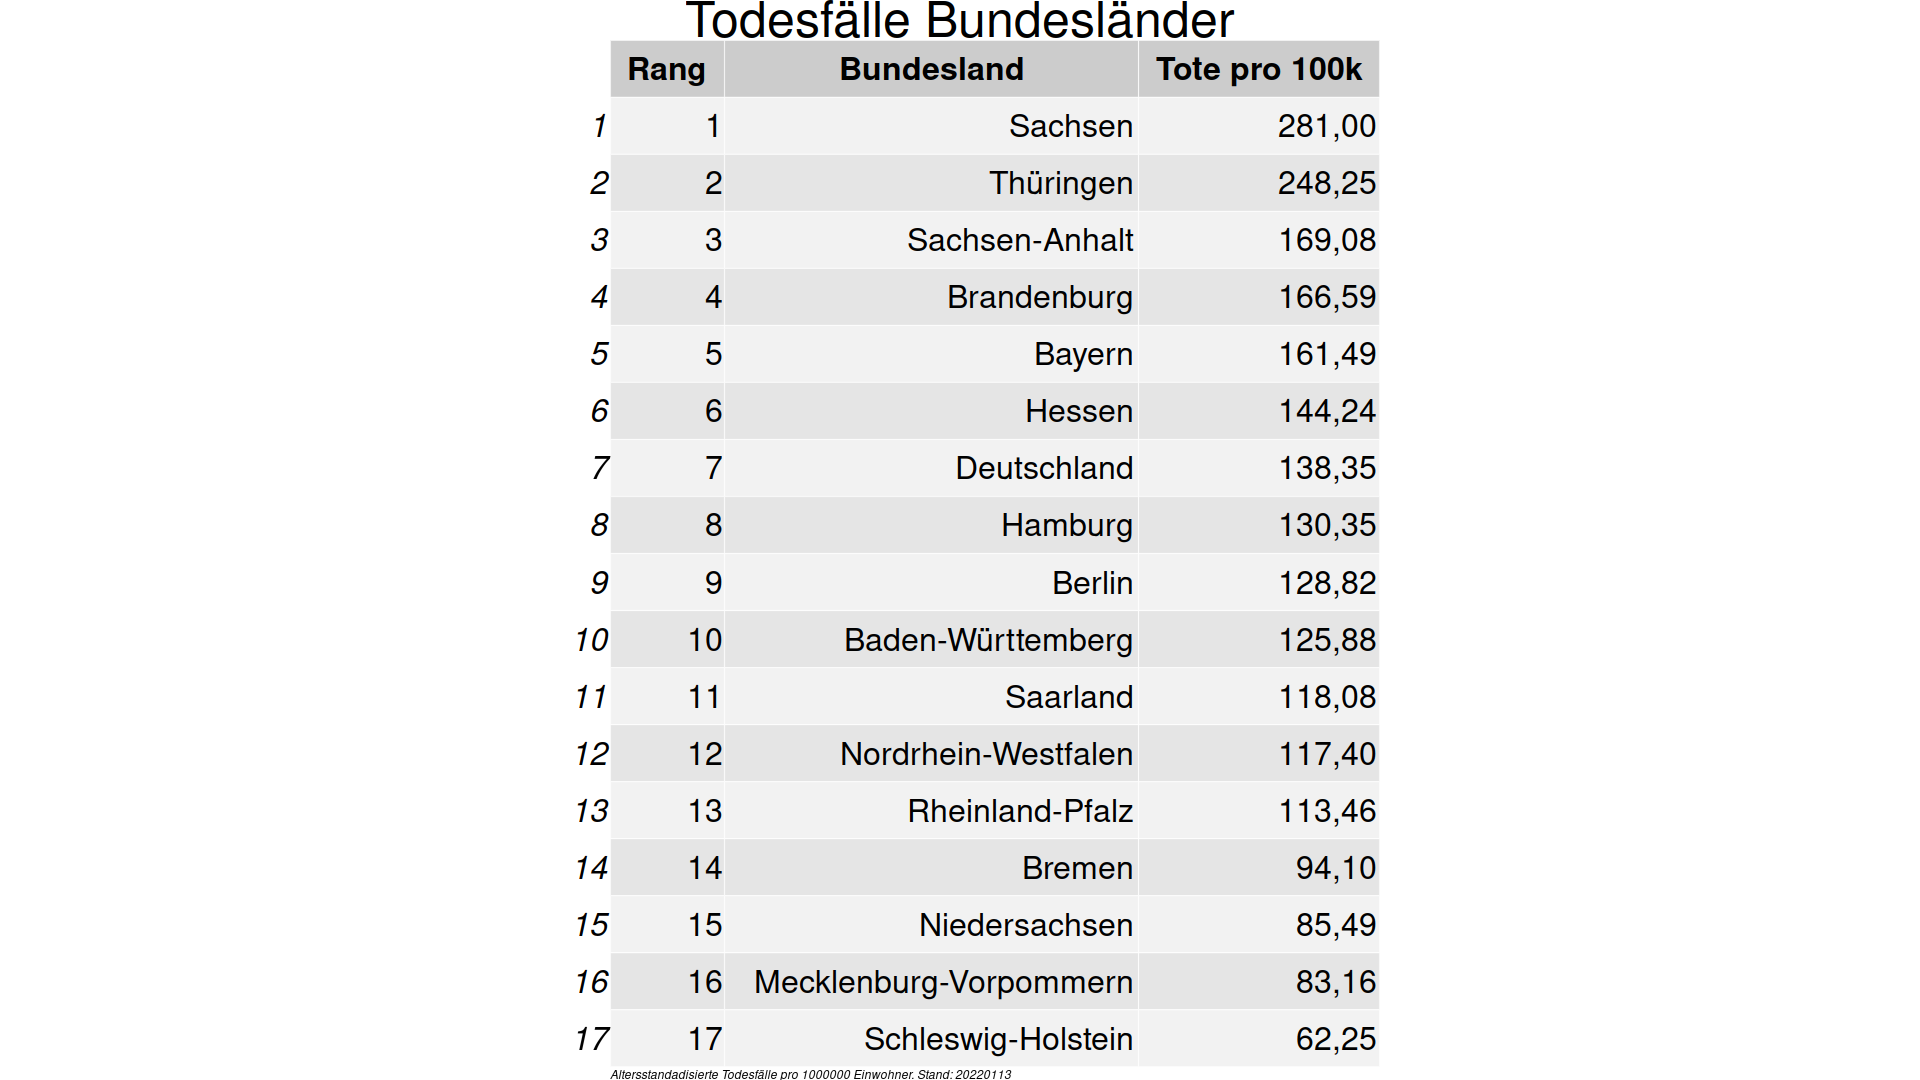 Todesfälle Bundesländer
Rang Bundesland Tote pro 100k
1 1 Sachsen 281,00
2 2 Thüringen 248,25
3 3 Sachsen-Anhalt 169,08
4 4 Brandenburg 166,59
5 5 Bayern 161,49
6 6 Hessen 144,24
7 7 Deutschland 138,35
8 8 Hamburg 130,35
9 9 Berlin 128,82
10 10 Baden-Württemberg 125,88
11 11 Saarland 118,08
12 12 Nordrhein-Westfalen 117,40
13 13 Rheinland-Pfalz 113,46
14 14 Bremen 94,10
15 15 Niedersachsen 85,49
16 16 Mecklenburg-Vorpommern 83,16
17 17 Schleswig-Holstein 62,25
Altersstandadisierte Todesfälle pro 1000000 Einwohner. Stand: 20220113